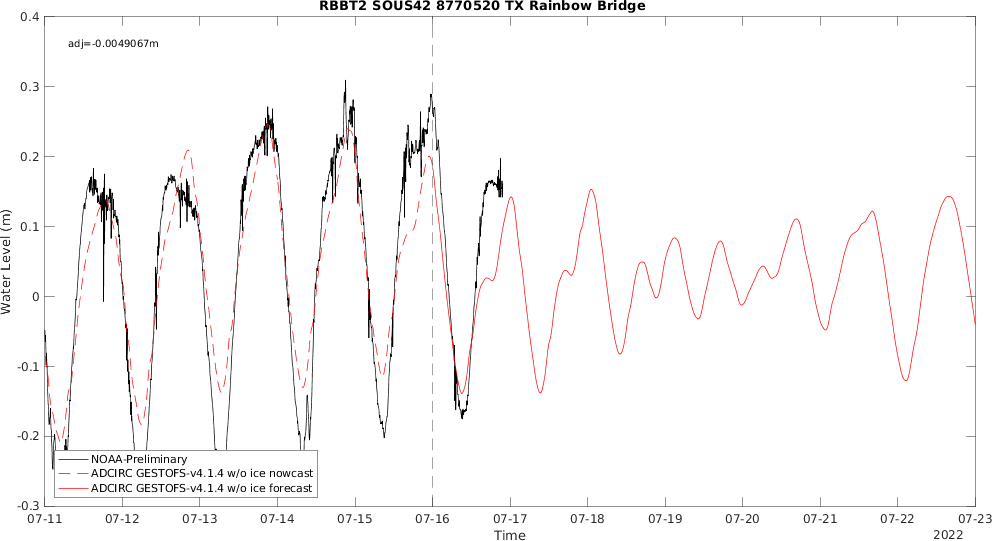 RBBT2 SOUS42 8770520 TX Rainbow Bridge
adj=-0.0049067m
0.4
0.3
0.2
0.1
0
-0.1
-0.2
-0.3
Water Level (m)
NOAA-Preliminary
ADCIRC GESTOFS-v4.1.4 w/o ice nowcast
ADCIRC GESTOFS-v4.1.4 w/o ice forecast
07-11 07-12 07-13 07-14 07-15 07-16 07-17 07-18 07-19 07-20 07-21 07-22 07-23
Time
2022